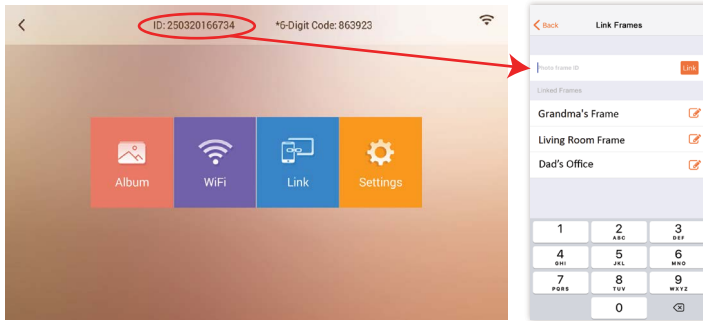 ID: 250320166734
*6-Digit Code: 863923
Album
WiFi
Link
Settings
Back
Link Frames
Photo Frame ID
Link
Linked Frames
Grandma's Frame
Living Room Frame
Dad's Office
1
2
ABC
3
DEF
4
GHI
5
JKL
6
MNO
7
PQRS
8
TUV
9
WXYZ
0